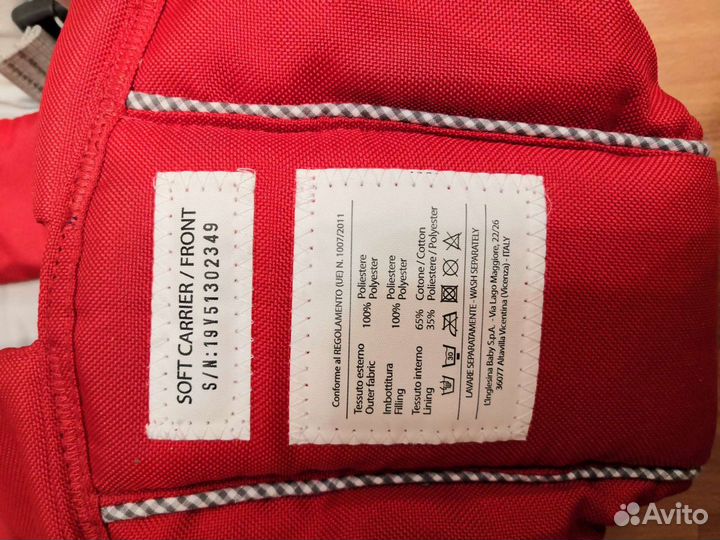 SOFT CARRIER / FRONT
S/N:19Y51302349
Conforme al REGOLAMENTO (UE) N. 1007/2011
Tessuto esterno 100% Poliestere
Outer fabric Polyester
Imbottitura 100% Poliestere
Filling Polyester
Tessuto interno 65% Cotone / Cotton
Lining 35% Poliestere / Polyester
30
LAVARE SEPARATAMENTE - WASH SEPARATELY
L'Inglesina Baby S.p.A. - Via Lago Maggiore, 22/26
36077 Altavilla Vicentina (Vicenza) - ITALY
Avito